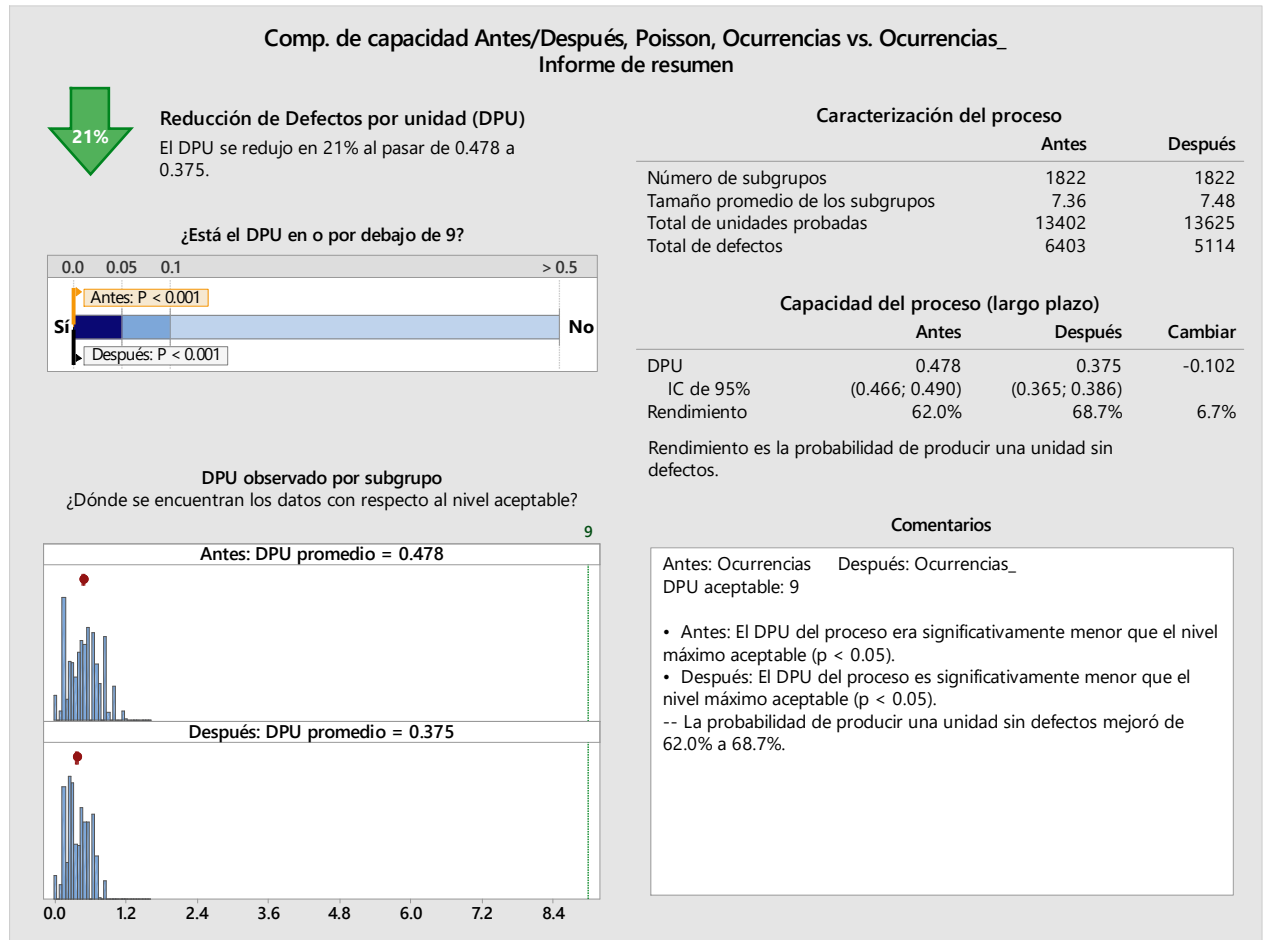 Comp. de capacidad Antes/Después, Poisson, Ocurrencias vs. Ocurrencias_
Informe de resumen
21%
Reducción de Defectos por unidad (DPU)
El DPU se redujo en 21% al pasar de 0.478 a
0.375.
¿Está el DPU en o por debajo de 9?
0.0 0.05 0.1 > 0.5
Antes: P < 0.001
Sí No
Después: P < 0.001
DPU observado por subgrupo
¿Dónde se encuentran los datos con respecto al nivel aceptable?
9
Antes: DPU promedio = 0.478
Después: DPU promedio = 0.375
0.0 1.2 2.4 3.6 4.8 6.0 7.2 8.4
Caracterización del proceso
Antes Después
Número de subgrupos 1822 1822
Tamaño promedio de los subgrupos 7.36 7.48
Total de unidades probadas 13402 13625
Total de defectos 6403 5114
Capacidad del proceso (largo plazo)
Antes Después Cambiar
DPU 0.478 0.375 -0.102
IC de 95% (0.466; 0.490) (0.365; 0.386)
Rendimiento 62.0% 68.7% 6.7%
Rendimiento es la probabilidad de producir una unidad sin
defectos.
Comentarios
Antes: Ocurrencias Después: Ocurrencias_
DPU aceptable: 9
• Antes: El DPU del proceso era significativamente menor que el nivel
máximo aceptable (p < 0.05).
• Después: El DPU del proceso es significativamente menor que el
nivel máximo aceptable (p < 0.05).
-- La probabilidad de producir una unidad sin defectos mejoró de
62.0% a 68.7%.